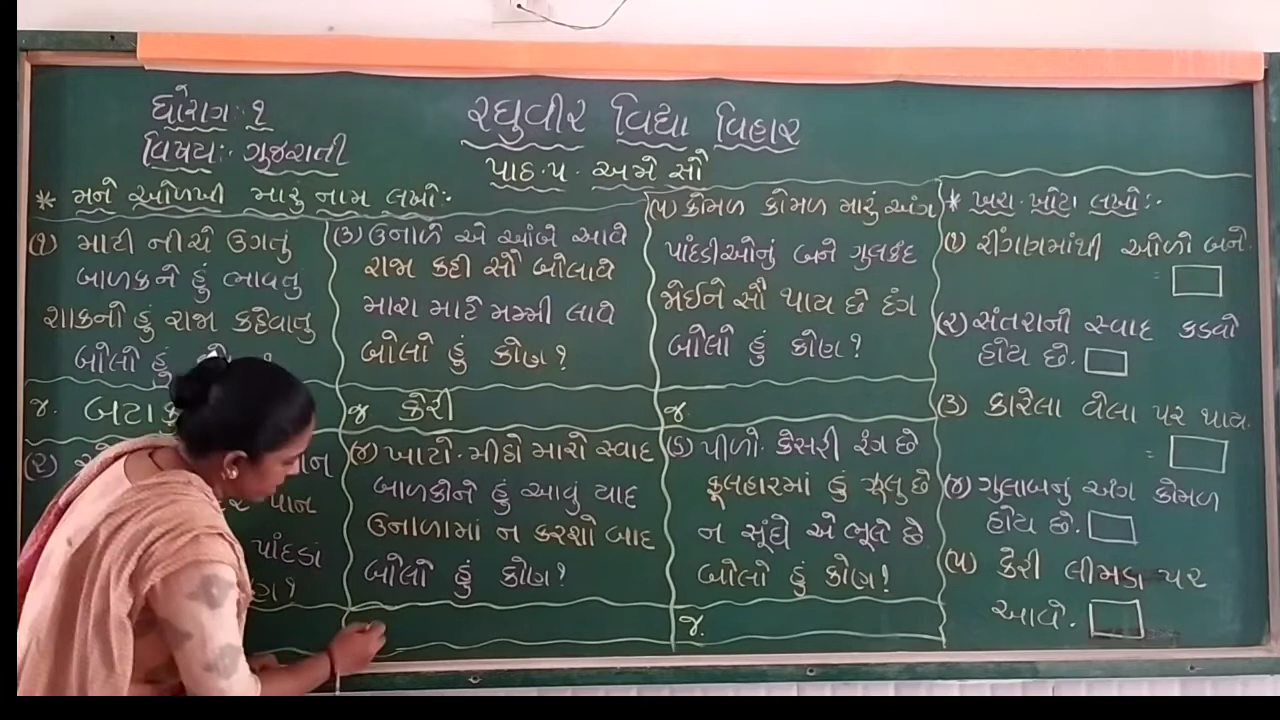 ધોરાણ : ૧
વિષય:- ગુજરાતી
રઘુવીર વિદ્યા વિહાર
પાઠ.૫. અમે સૌ
* મને ઓળખી મારુ નામ લખો:-
(૧) માટી નીચે ઉગતું
બાળકને હું ભાવતુ
શાકનો હું રાજા કહેવાતુ
બોલો હું
જ. બટાકુ
(૨)
પાન
પાંદડાં
(૩) ઉનાળે એ આંબે આવે
રાજા કહી સૌ બોલાવે
મારા માટે મમ્મી લાવે
બોલો હું કોણ?
જ કેરી
(૪) ખાટો.મીઠો મારો સ્વાદ
બાળકોને હું આવું યાદ
ઉનાળામાં ન કરશો બાદ
બોલો હું કોણ?
(૫) કોમળ કોમળ મારું અંગ
પાંદડીઓનું બને ગુલકંદ
જોઈને સૌ થાય છે દંગ
બોલો હું કોણ?
જ.
(૬) પીળો. કેસરી રંગ છે
ફૂલહારમાં હું ઝૂલુ છે
ન સૂંઘે એ ભૂલે છે
બોલો હું કોણ!
જ.
* ખરા ખોટા લખો:-
(૧) રીંગણમાંથી ઓળો બને.
(૨) સંતરાનો સ્વાદ કડવો
હોય છે.
(૩) કારેલા વેલા પર થાય.
(૪) ગુલાબનું અંગ કોમળ
હોય છે.
(૫) કેરી લીમડા પર
આવે.